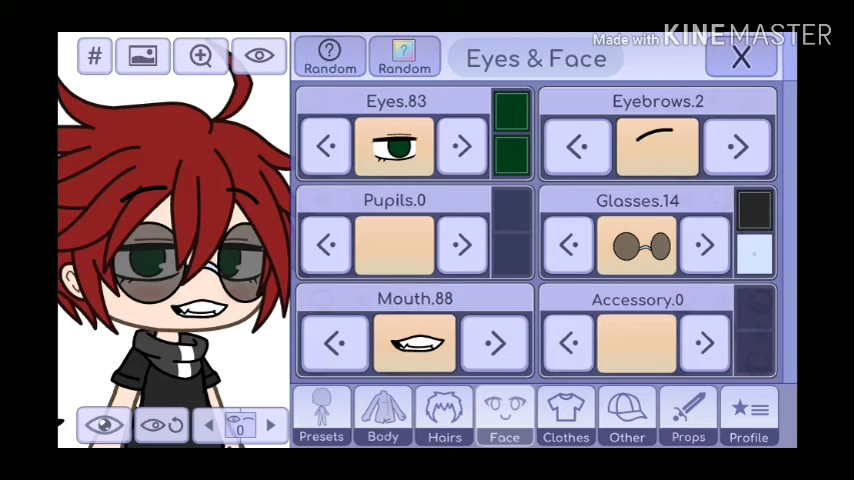 Made with KINEMASTER
#
Random
Random
Eyes & Face
X
Eyes.83
Eyebrows.2
Pupils.0
Glasses.14
Mouth.88
Accessory.0
0
Presets
Body
Hairs
Face
Clothes
Other
Props
Profile